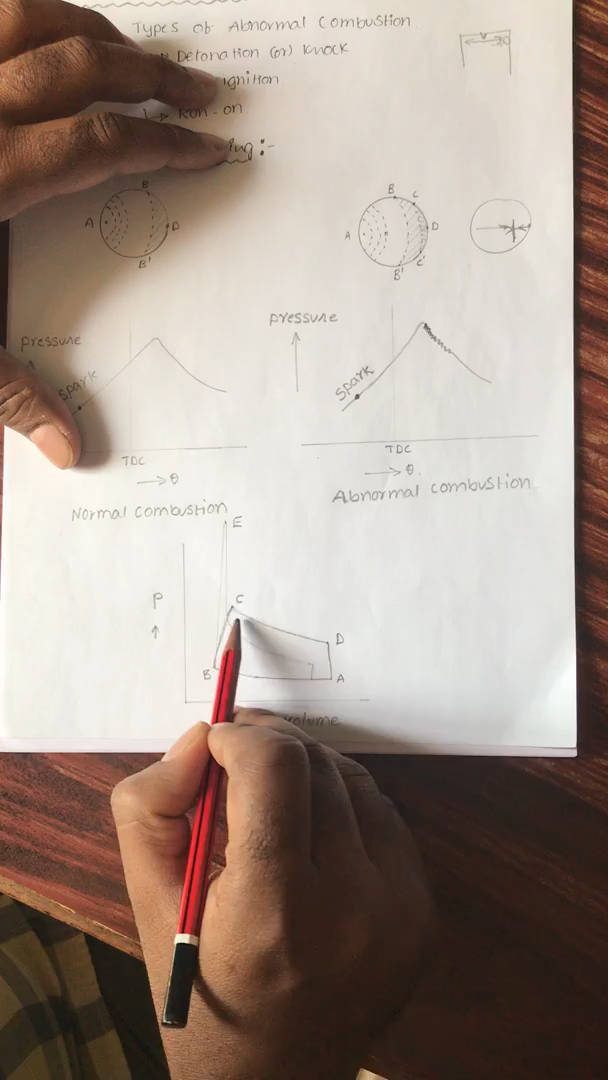 Types of Abnormal Combustion.
Detonation (or) Knock
ignition
Run-on
ing:-
B
A
D
B'
B
C
A
D
C'
B'
pressure
spark
TDC
→ θ
Normal combustion
pressure
spark
TDC
→ θ.
Abnormal combustion.
E
P
↑
C
D
B
A
volume